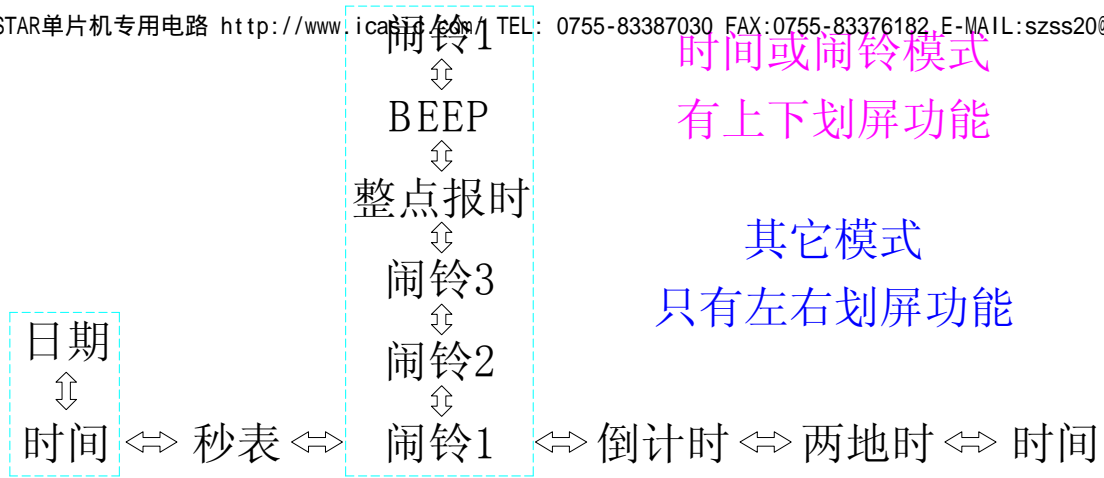 STAR单片机专用电路 http://www.icasic.com/ TEL: 0755-83387030 FAX:0755-83376182 E-MAIL:szss20@
闹铃1
时间或闹铃模式
BEEP
有上下划屏功能
整点报时
其它模式
闹铃3
只有左右划屏功能
日期
闹铃2
时间 秒表 闹铃1 倒计时 两地时 时间